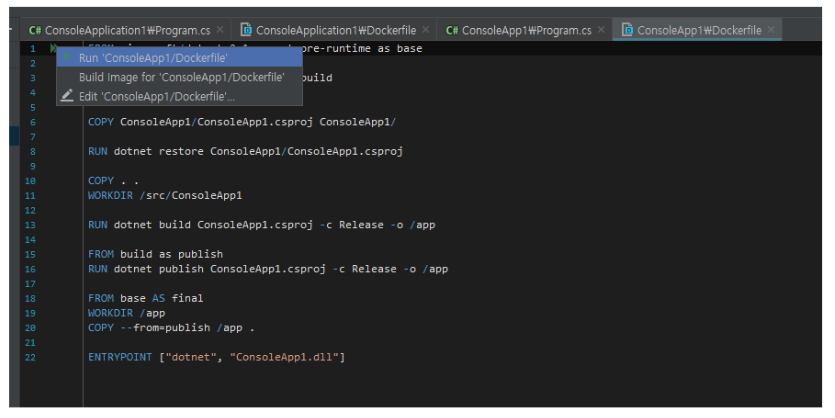 C# ConsoleApplication1₩Program.cs × ConsoleApplication1₩Dockerfile × C# ConsoleApp1₩Program.cs × ConsoleApp1₩Dockerfile ×
1 ore-runtime as base
Run 'ConsoleApp1/Dockerfile'
2
3 Build Image for 'ConsoleApp1/Dockerfile' build
4 Edit 'ConsoleApp1/Dockerfile'...
5
6 COPY ConsoleApp1/ConsoleApp1.csproj ConsoleApp1/
7
8 RUN dotnet restore ConsoleApp1/ConsoleApp1.csproj
9
10 COPY . .
11 WORKDIR /src/ConsoleApp1
12
13 RUN dotnet build ConsoleApp1.csproj -c Release -o /app
14
15 FROM build as publish
16 RUN dotnet publish ConsoleApp1.csproj -c Release -o /app
17
18 FROM base AS final
19 WORKDIR /app
20 COPY --from=publish /app .
21
22 ENTRYPOINT ["dotnet", "ConsoleApp1.dll"]